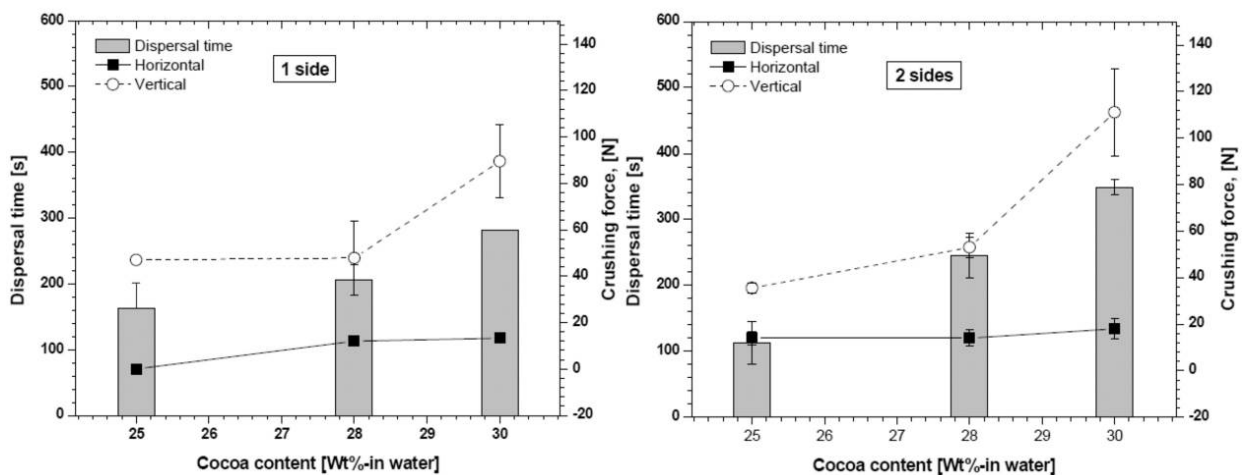 600
500
400
300
200
100
0
Dispersal time [s]
Dispersal time
Horizontal
Vertical
1 side
140
120
100
80
60
40
20
0
-20
Crushing force, [N]
25 26 27 28 29 30
Cocoa content [Wt%-in water]
600
500
400
300
200
100
0
Dispersal time [s]
Dispersal time
Horizontal
Vertical
2 sides
140
120
100
80
60
40
20
0
-20
Crushing force, [N]
25 26 27 28 29 30
Cocoa content [Wt%-in water]